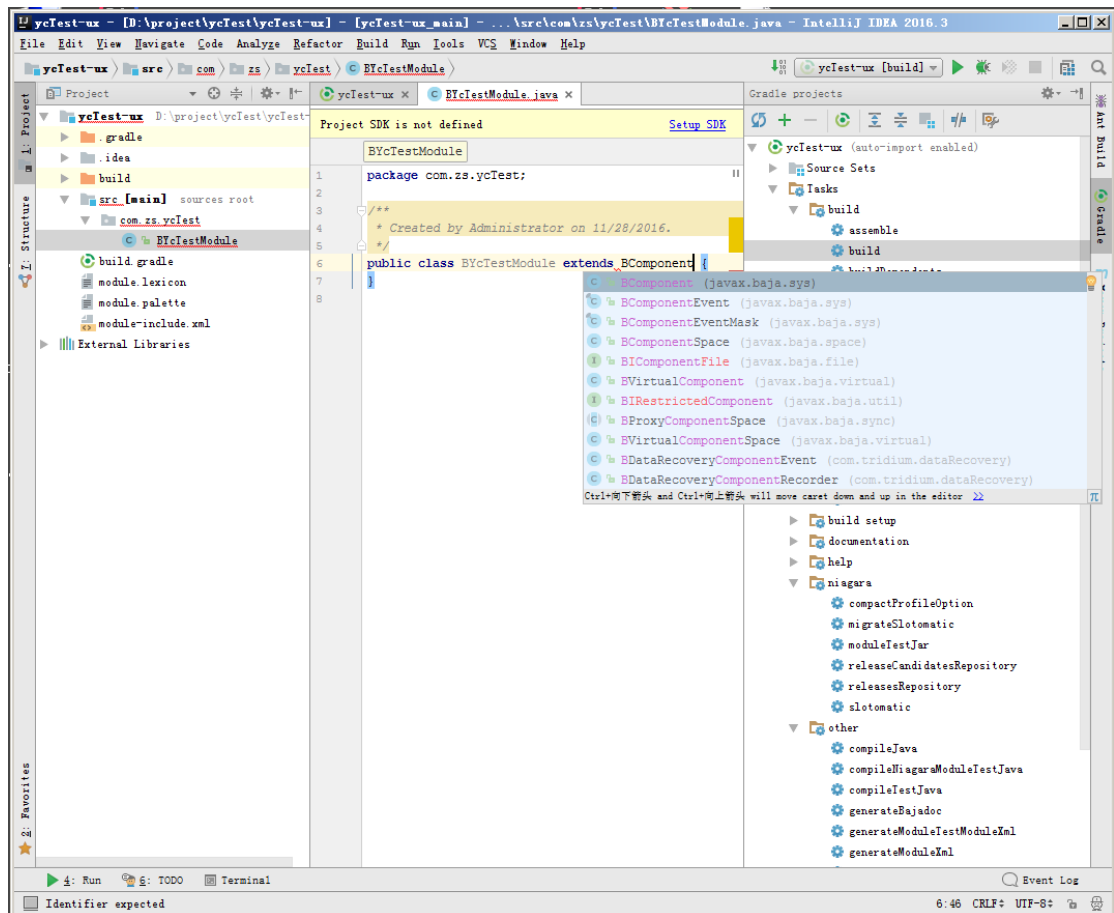 ycTest-ux - [D:\project\ycTest\ycTest-ux] - [ycTest-ux_main] - ...\src\com\zs\ycTest\BYcTestModule.java - IntelliJ IDEA 2016.3
File Edit View Navigate Code Analyze Refactor Build Run Tools VCS Window Help
ycTest-ux src com zs ycTest BYcTestModule
ycTest-ux [build]
1: Project
7: Structure
2: Favorites
Project
ycTest-ux D:\project\ycTest\ycTest-
.gradle
.idea
build
src [main] sources root
com.zs.ycTest
BYcTestModule
build.gradle
module.lexicon
module.palette
module-include.xml
External Libraries
ycTest-ux
BYcTestModule.java
Project SDK is not defined Setup SDK
BYcTestModule
1 package com.zs.ycTest;
2
3 /**
4 * Created by Administrator on 11/28/2016.
5 */
6 public class BYcTestModule extends BComponent {
7 }
8
BComponent (javax.baja.sys)
BComponentEvent (javax.baja.sys)
BComponentEventMask (javax.baja.sys)
BComponentSpace (javax.baja.space)
BIComponentFile (javax.baja.file)
BVirtualComponent (javax.baja.virtual)
BIRestrictedComponent (javax.baja.util)
BProxyComponentSpace (javax.baja.sync)
BVirtualComponentSpace (javax.baja.virtual)
BDataRecoveryComponentEvent (com.tridium.dataRecovery)
BDataRecoveryComponentRecorder (com.tridium.dataRecovery)
Ctrl+向下箭头 and Ctrl+向上箭头 will move caret down and up in the editor >>
π
Gradle projects
ycTest-ux (auto-import enabled)
Source Sets
Tasks
build
assemble
build
buildDependents
build setup
documentation
help
niagara
compactProfileOption
migrateSlotomatic
moduleTestJar
releaseCandidatesRepository
releasesRepository
slotomatic
other
compileJava
compileNiagaraModuleTestJava
compileTestJava
generateBajadoc
generateModuleTestModuleXml
generateModuleXml
Ant Build
Gradle
4: Run 6: TODO Terminal Event Log
Identifier expected 6:46 CRLF UTF-8